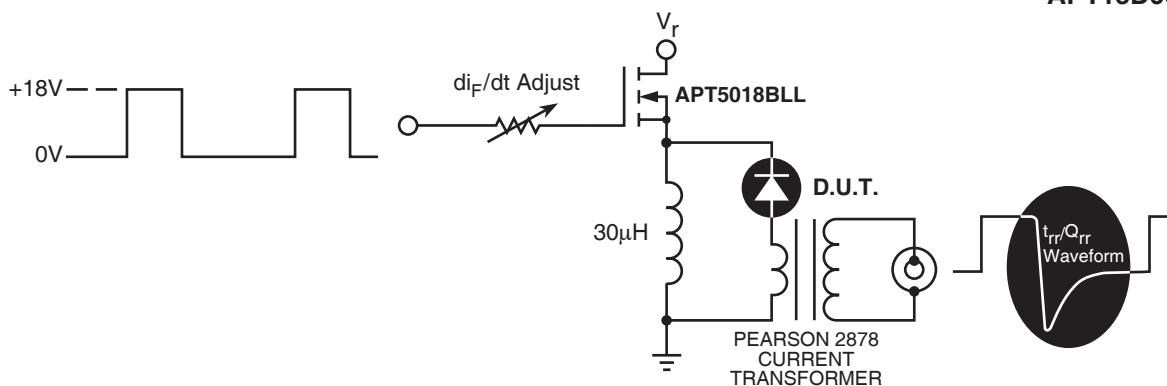 V_r
+18V
0V
di_F/dt Adjust
APT5018BLL
D.U.T.
30μH
t_rr/Q_rr
Waveform
PEARSON 2878
CURRENT
TRANSFORMER